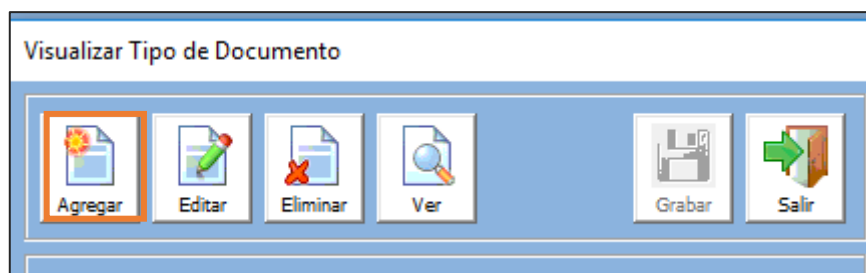 Visualizar Tipo de Documento
Agregar Editar Eliminar Ver Grabar Salir